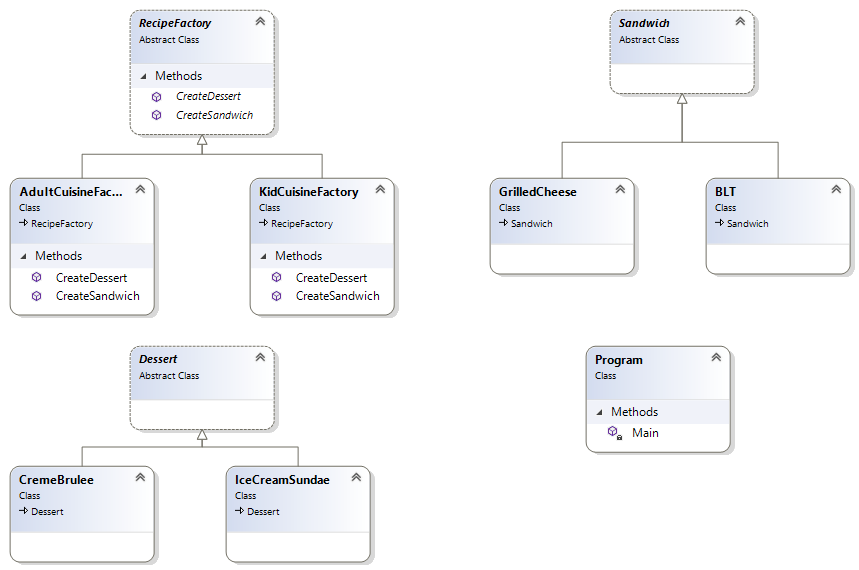 RecipeFactory
Abstract Class
Methods
CreateDessert
CreateSandwich
Sandwich
Abstract Class
AdultCuisineFac...
Class
RecipeFactory
Methods
CreateDessert
CreateSandwich
KidCuisineFactory
Class
RecipeFactory
Methods
CreateDessert
CreateSandwich
GrilledCheese
Class
Sandwich
BLT
Class
Sandwich
Dessert
Abstract Class
Program
Class
Methods
Main
CremeBrulee
Class
Dessert
IceCreamSundae
Class
Dessert